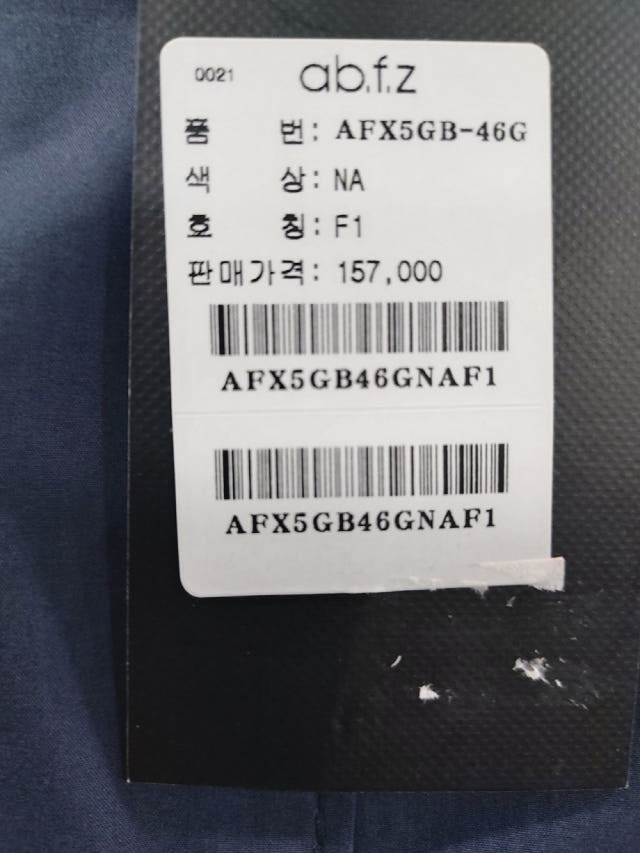 0021 ab.f.z
품 번: AFX5GB-46G
색 상: NA
호 칭: F1
판매가격: 157,000
AFX5GB46GNAF1
AFX5GB46GNAF1